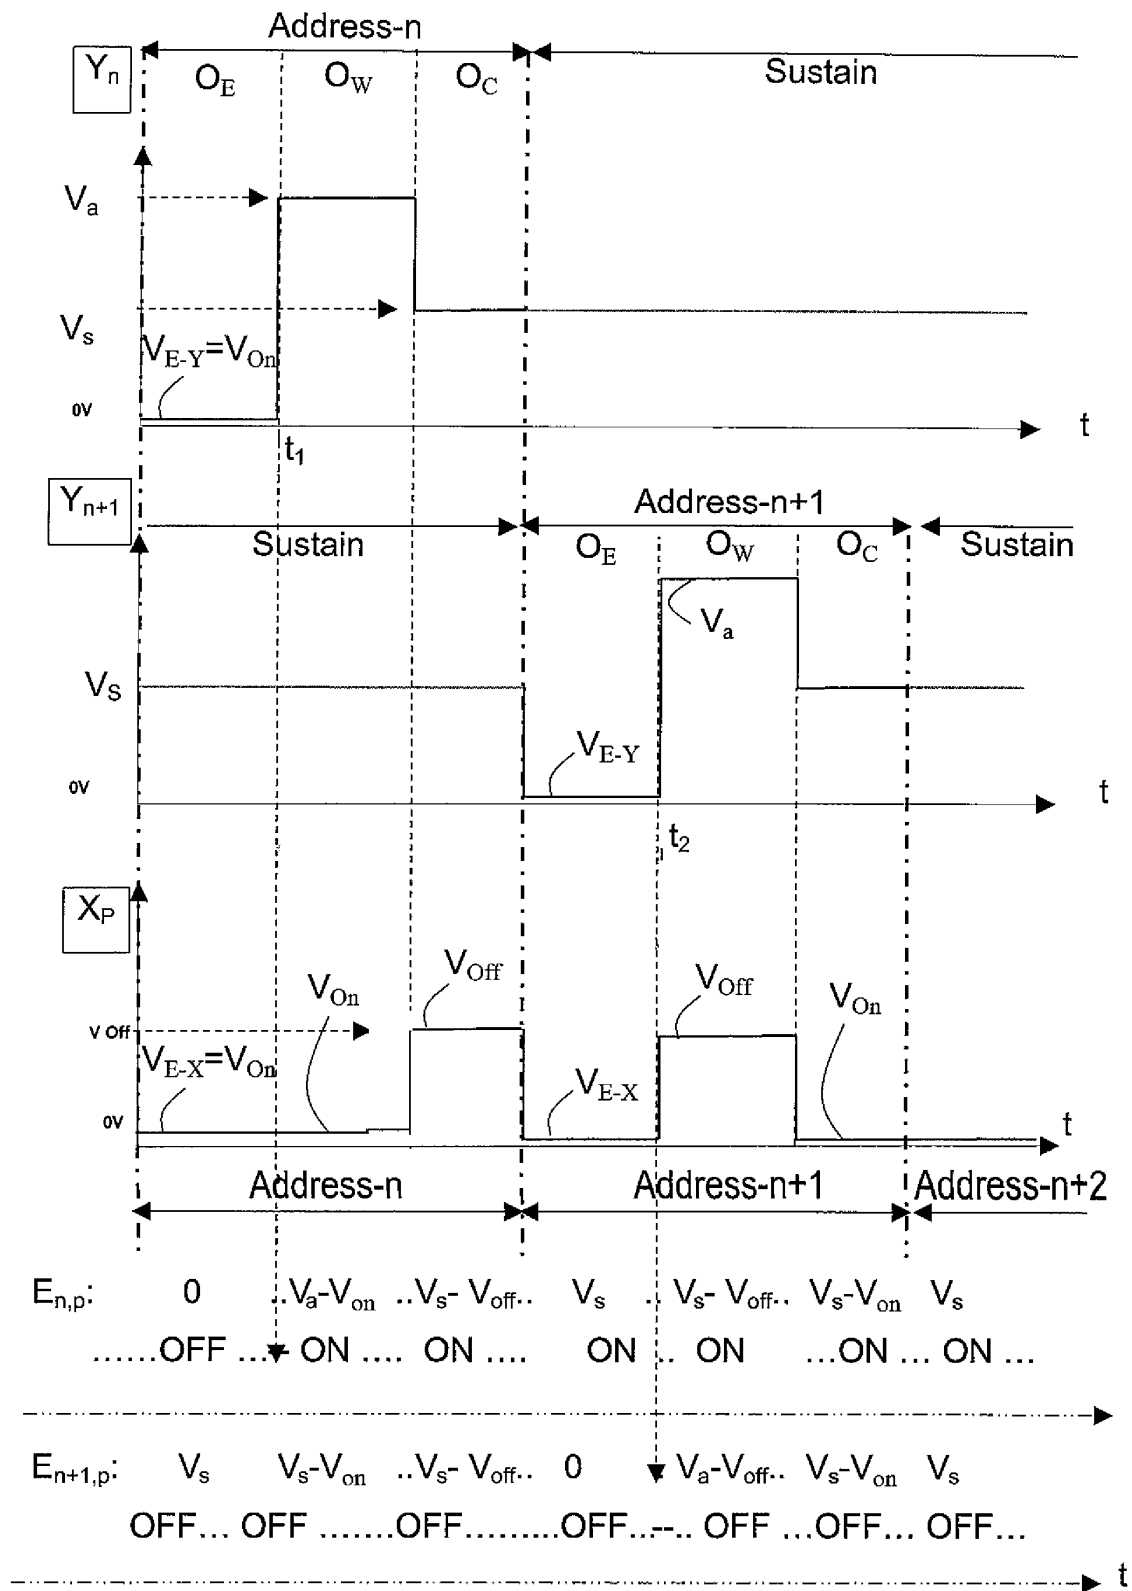 Address-n
Yn
OE OW OC
Sustain
Va
Vs
VE-Y=VOn
0V
t
t1
Yn+1
Address-n+1
Sustain
OE OW OC
Sustain
Va
VS
VE-Y
0V
t
t2
XP
VOff
VOn
VOff
VOn
V Off
VE-X=VOn
VE-X
0V
t
Address-n Address-n+1 Address-n+2
En,p: 0 ..Va-Von ..Vs- Voff.. Vs .. Vs- Voff.. Vs-Von Vs
......OFF ....- ON .... ON .... ON .. ON ...ON ... ON ...
En+1,p: Vs Vs-Von ..Vs- Voff.. 0 Va-Voff.. Vs-Von Vs
OFF... OFF .......OFF.........OFF...--.. OFF ...OFF... OFF...
t